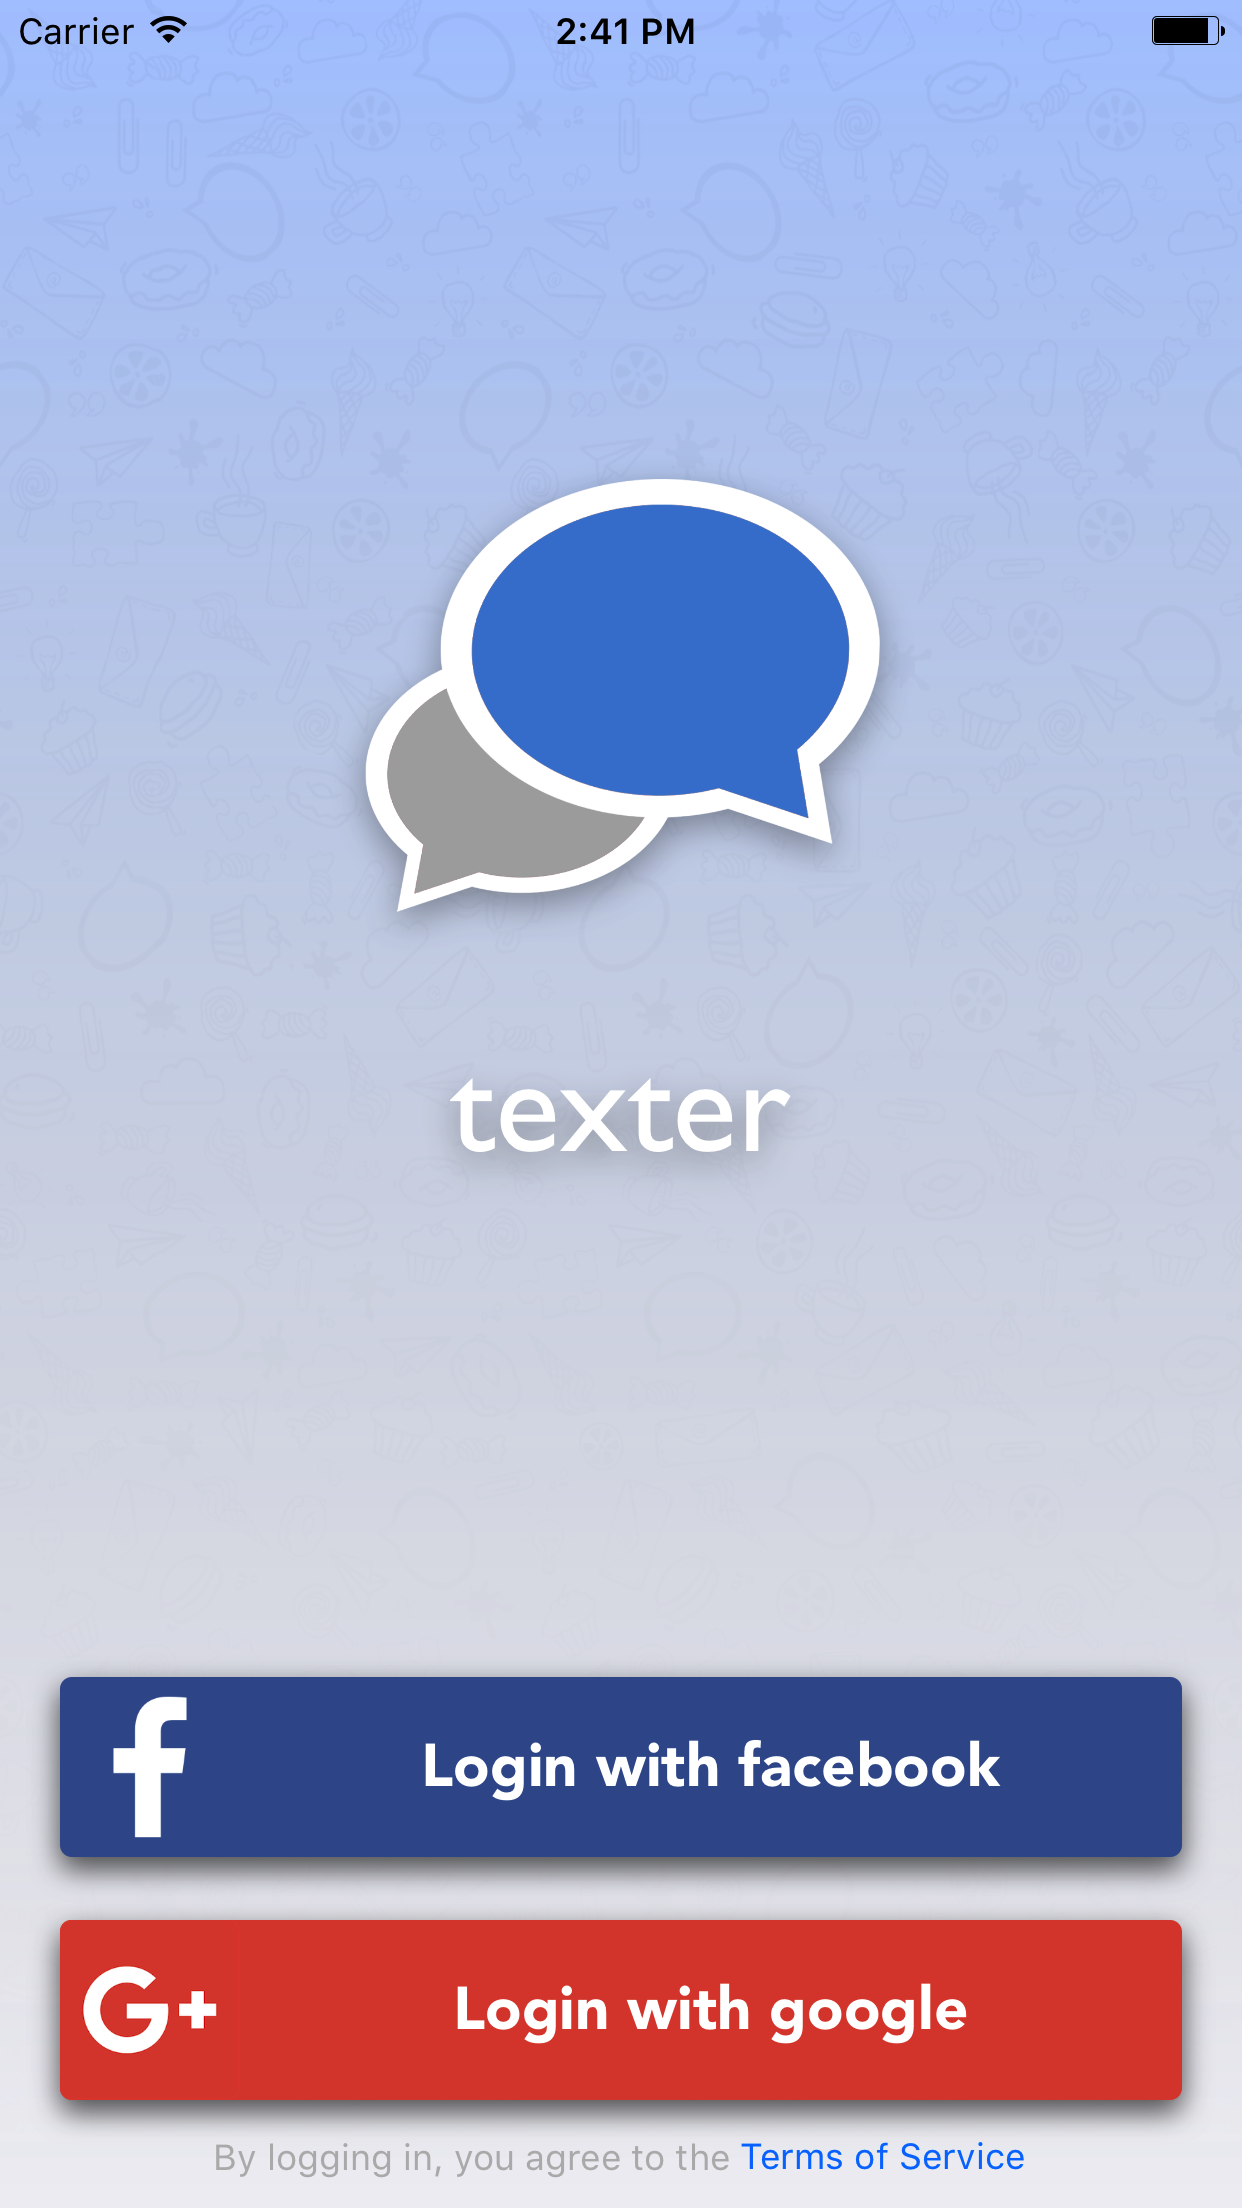 Carrier 2:41 PM
texter
f Login with facebook
G+ Login with google
By logging in, you agree to the Terms of Service